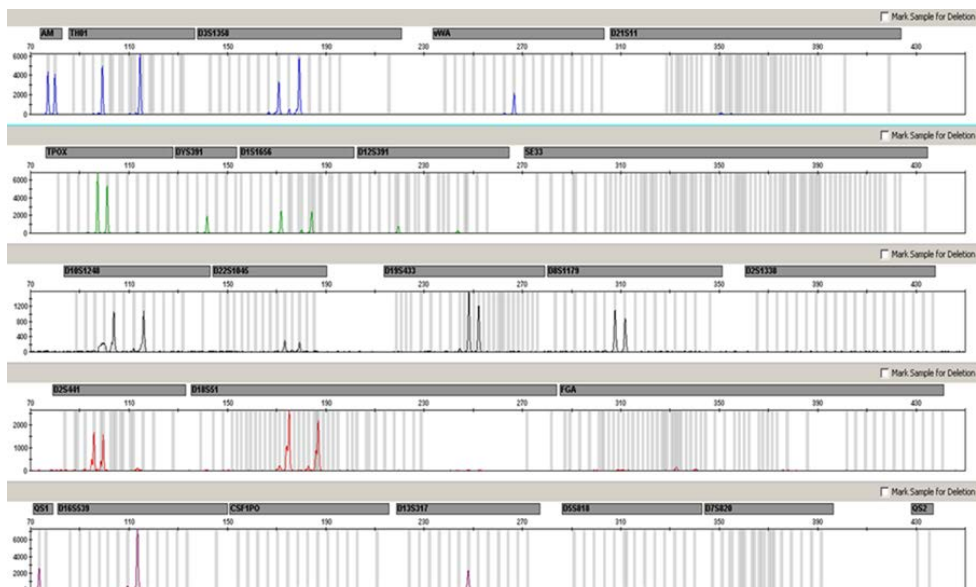 Mark Sample for Deletion
AM TH01 D3S1358 vWA D21S11
70 110 150 190 230 270 310 350 390 400
6000
4000
2000
0
Mark Sample for Deletion
TPOX DYS391 D1S1656 D12S391 SE33
70 110 150 190 230 270 310 350 390 400
6000
4000
2000
0
Mark Sample for Deletion
D10S1248 D22S1045 D19S433 D8S1179 D2S1338
70 110 150 190 230 270 310 350 390 400
1200
800
400
0
Mark Sample for Deletion
D2S441 D18S51 FGA
70 110 150 190 230 270 310 350 390 400
2000
1000
0
Mark Sample for Deletion
QS1 D16S539 CSF1PO D13S317 D5S818 D7S820 QS2
70 110 150 190 230 270 310 350 390 400
6000
4000
2000
0